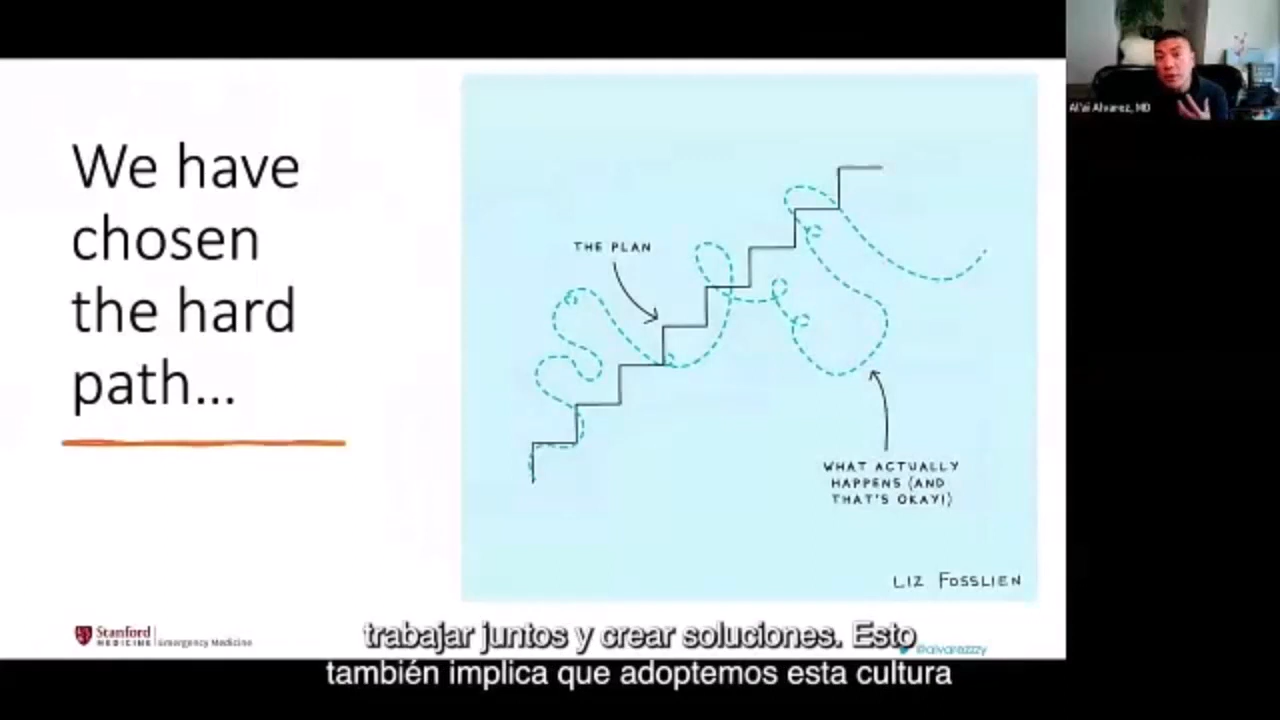 We have
chosen
the hard
path...
THE PLAN
WHAT ACTUALLY
HAPPENS (AND
THAT'S OKAY!)
LIZ FOSSLIEN
Stanford
MEDICINE
Emergency Medicine
@alvarezzzy
Al'ai Alvarez, MD
trabajar juntos y crear soluciones. Esto
también implica que adoptemos esta cultura